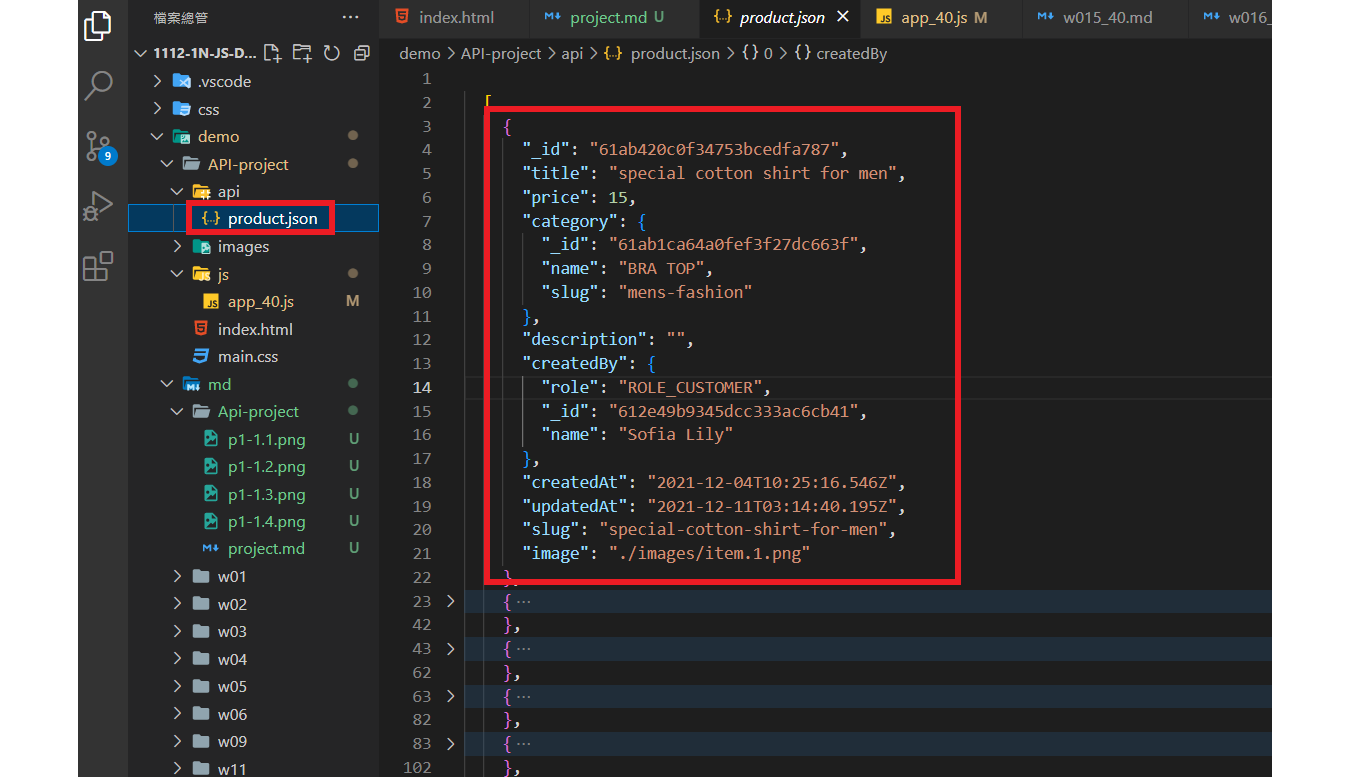 檔案總管
index.html
project.md U
{..} product.json
JS app_40.js M
w015_40.md
w016_
1112-1N-JS-D...
demo > API-project > api > {..} product.json > {} 0 > {} createdBy
.vscode
css
demo
API-project
api
{..} product.json
images
js
JS app_40.js M
index.html
main.css
md
Api-project
p1-1.1.png U
p1-1.2.png U
p1-1.3.png U
p1-1.4.png U
project.md U
w01
w02
w03
w04
w05
w06
w09
w11
9
1
2 [
3 {
4 "_id": "61ab420c0f34753bcedfa787",
5 "title": "special cotton shirt for men",
6 "price": 15,
7 "category": {
8 "_id": "61ab1ca64a0fef3f27dc663f",
9 "name": "BRA TOP",
10 "slug": "mens-fashion"
11 },
12 "description": "",
13 "createdBy": {
14 "role": "ROLE_CUSTOMER",
15 "_id": "612e49b9345dcc333ac6cb41",
16 "name": "Sofia Lily"
17 },
18 "createdAt": "2021-12-04T10:25:16.546Z",
19 "updatedAt": "2021-12-11T03:14:40.195Z",
20 "slug": "special-cotton-shirt-for-men",
21 "image": "./images/item.1.png"
22 },
23 > { ...
42 },
43 > { ...
62 },
63 > { ...
82 },
83 > { ...
102 },